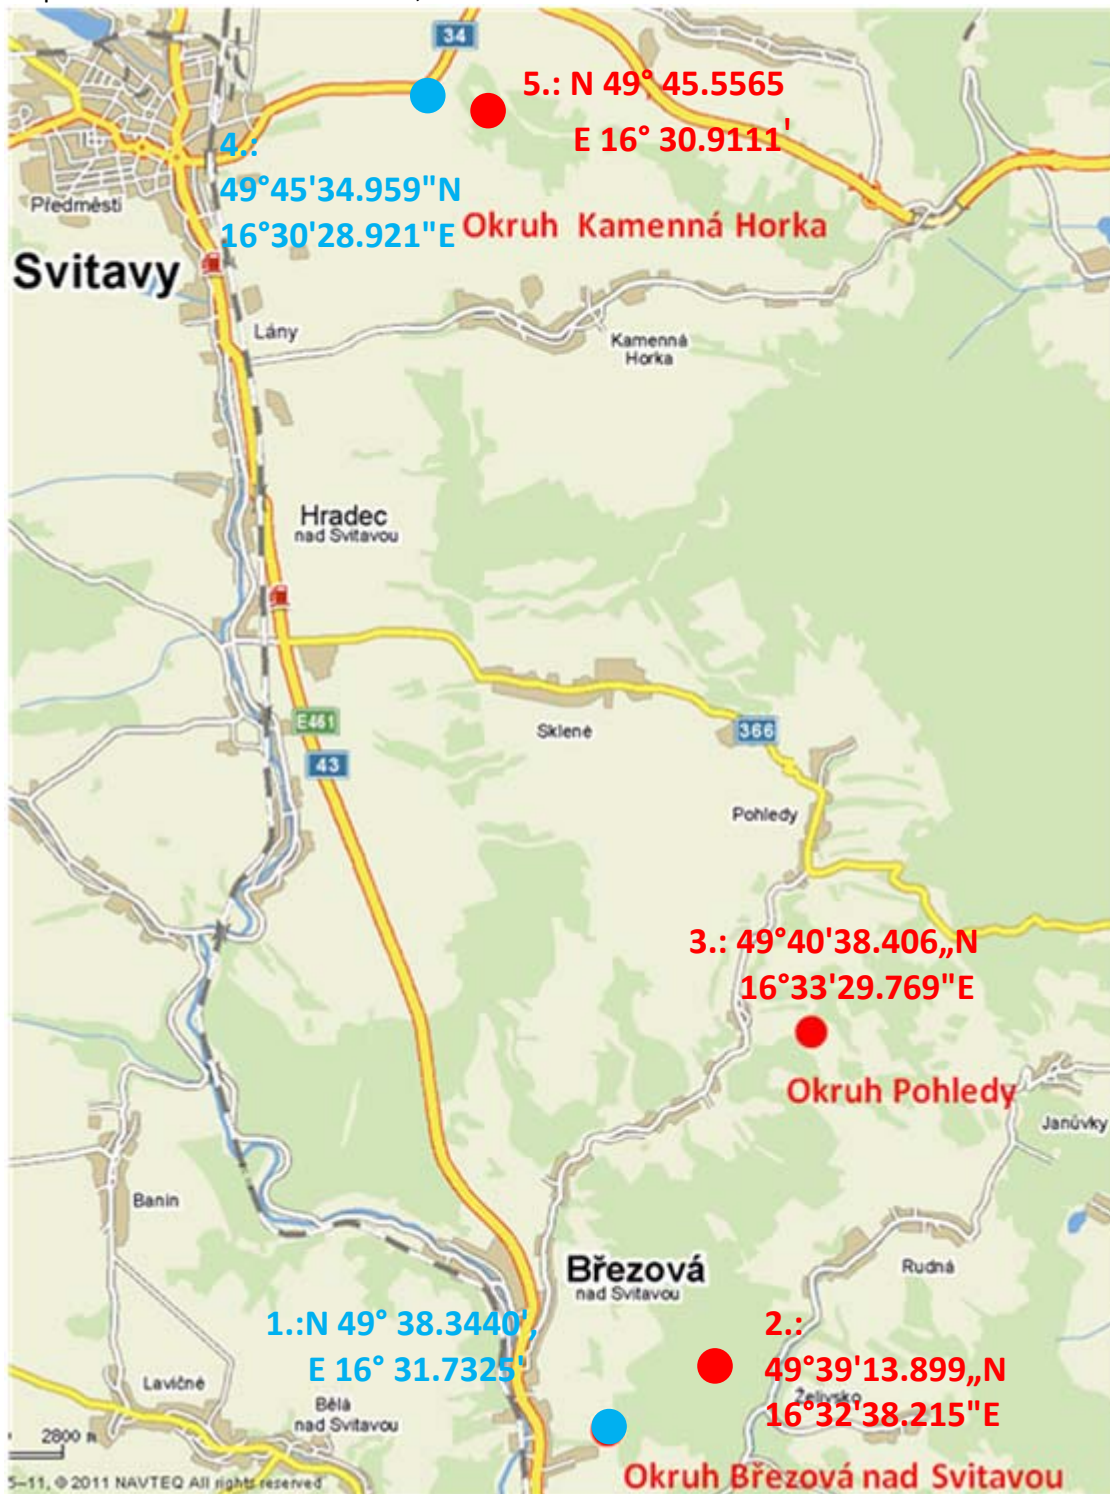 34
5.: N 49° 45.5565
E 16° 30.9111'
4.:
49°45'34.959"N
16°30'28.921"E
Předměstí
Okruh Kamenná Horka
Svitavy
Lány
Kamenná
Horka
Hradec
nad Svitavou
E461
Sklené
366
43
Pohledy
3.: 49°40'38.406„N
16°33'29.769"E
Okruh Pohledy
Janůvky
Banín
Březová
nad Svitavou
Rudná
1.:N 49° 38.3440',
E 16° 31.7325'
2.:
49°39'13.899„N
16°32'38.215"E
Želivsko
Lavičné
Bělá
nad Svitavou
2800 m
Okruh Březová nad Svitavou
5–11, © 2011 NAVTEQ All rights reserved